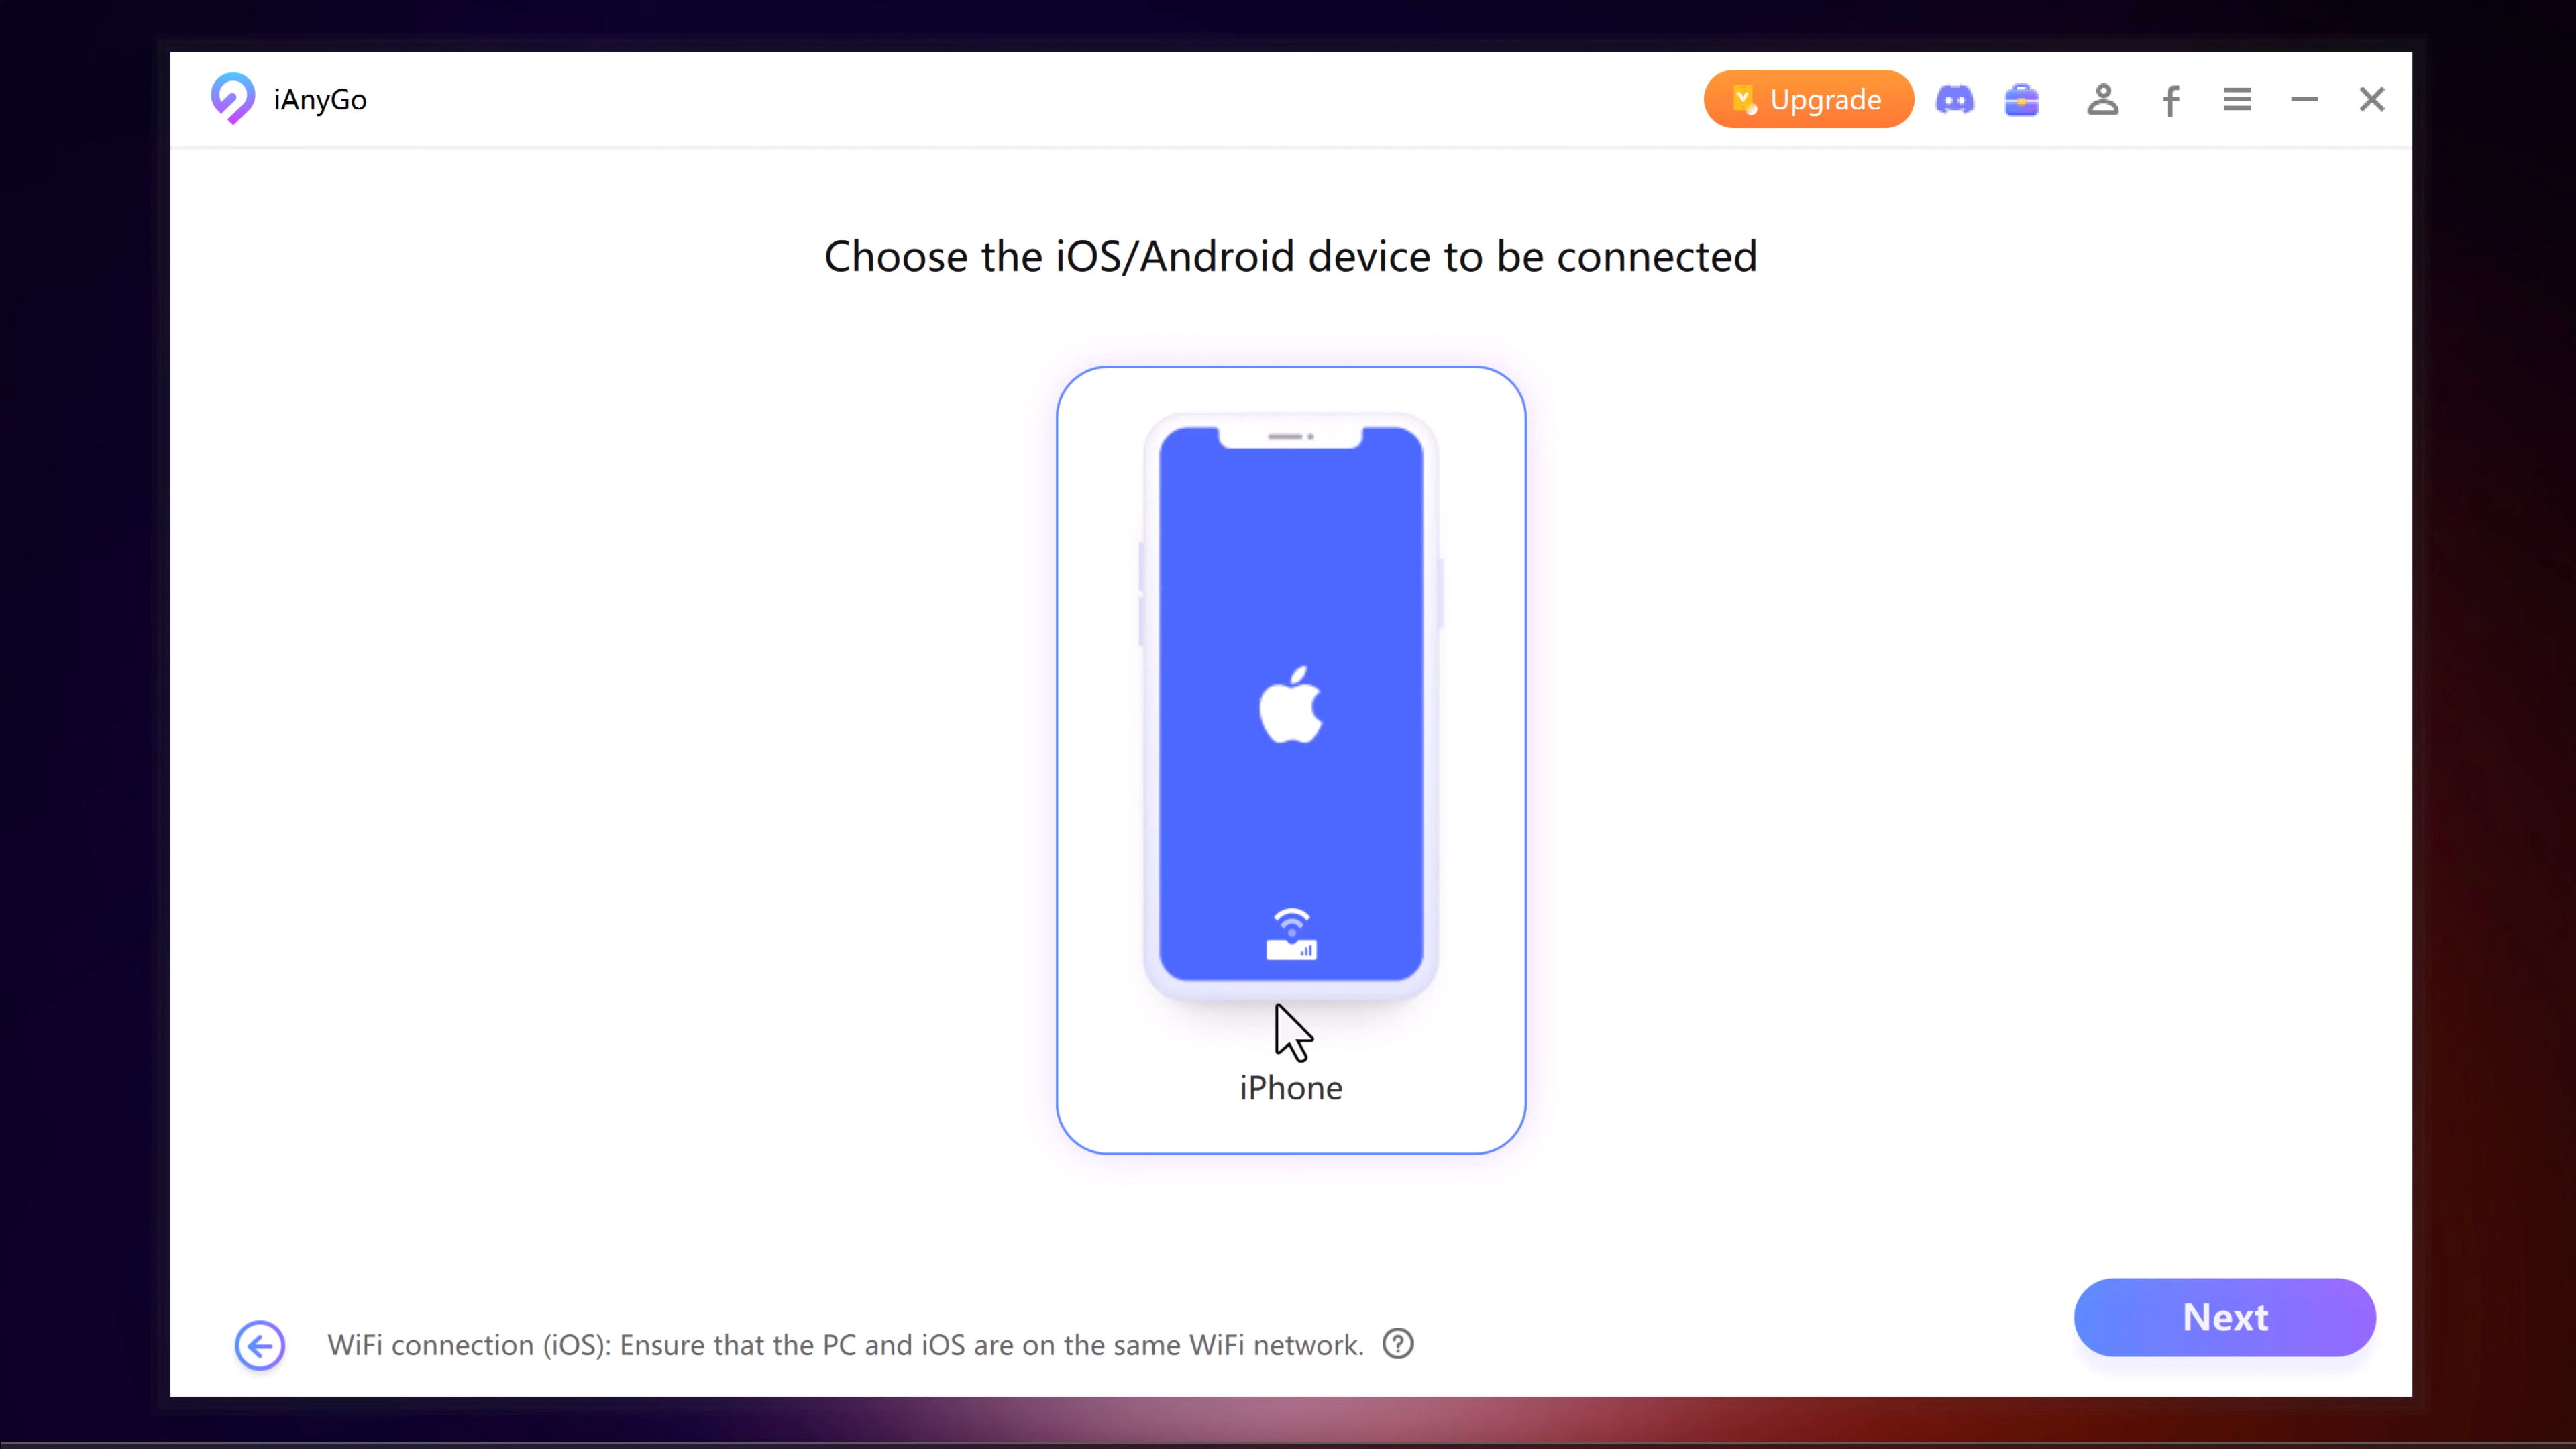 iAnyGo
Upgrade
Choose the iOS/Android device to be connected
iPhone
WiFi connection (iOS): Ensure that the PC and iOS are on the same WiFi network.
Next